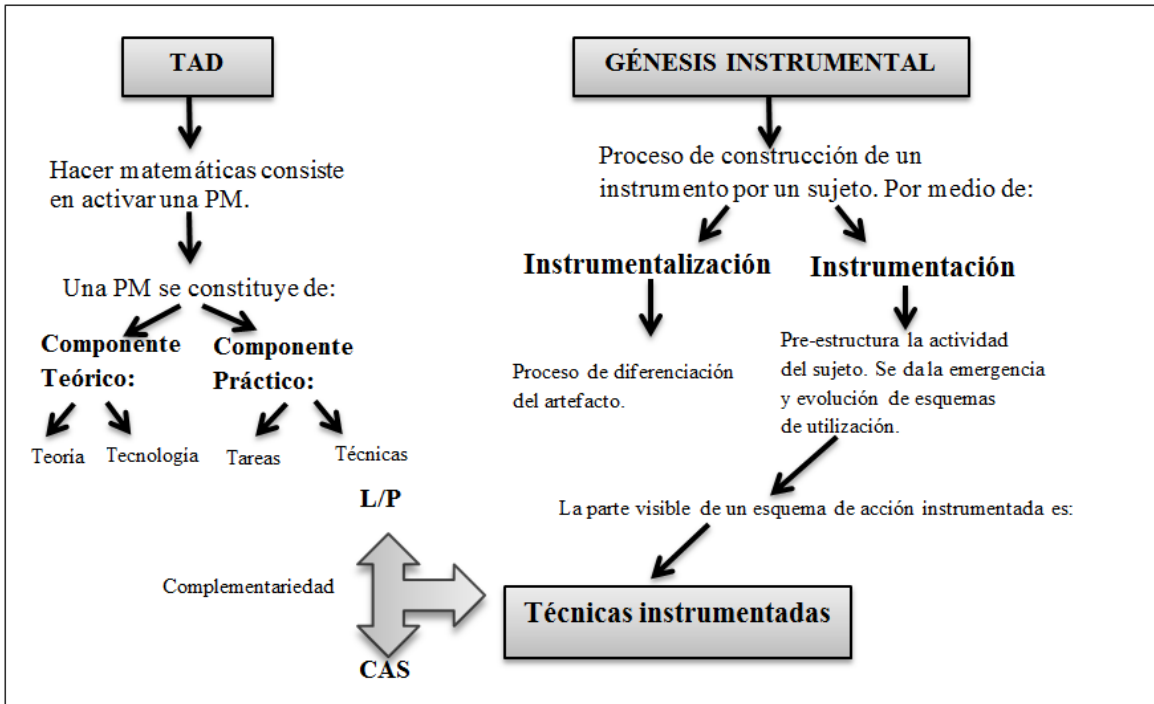 TAD
Hacer matemáticas consiste
en activar una PM.
Una PM se constituye de:
Componente
Teórico:
Componente
Práctico:
Teoría
Tecnología
Tareas
Técnicas
L/P
Complementariedad
CAS
GÉNESIS INSTRUMENTAL
Proceso de construcción de un
instrumento por un sujeto. Por medio de:
Instrumentalización
Instrumentación
Proceso de diferenciación
del artefacto.
Pre-estructura la actividad
del sujeto. Se da la emergencia
y evolución de esquemas
de utilización.
La parte visible de un esquema de acción instrumentada es:
Técnicas instrumentadas